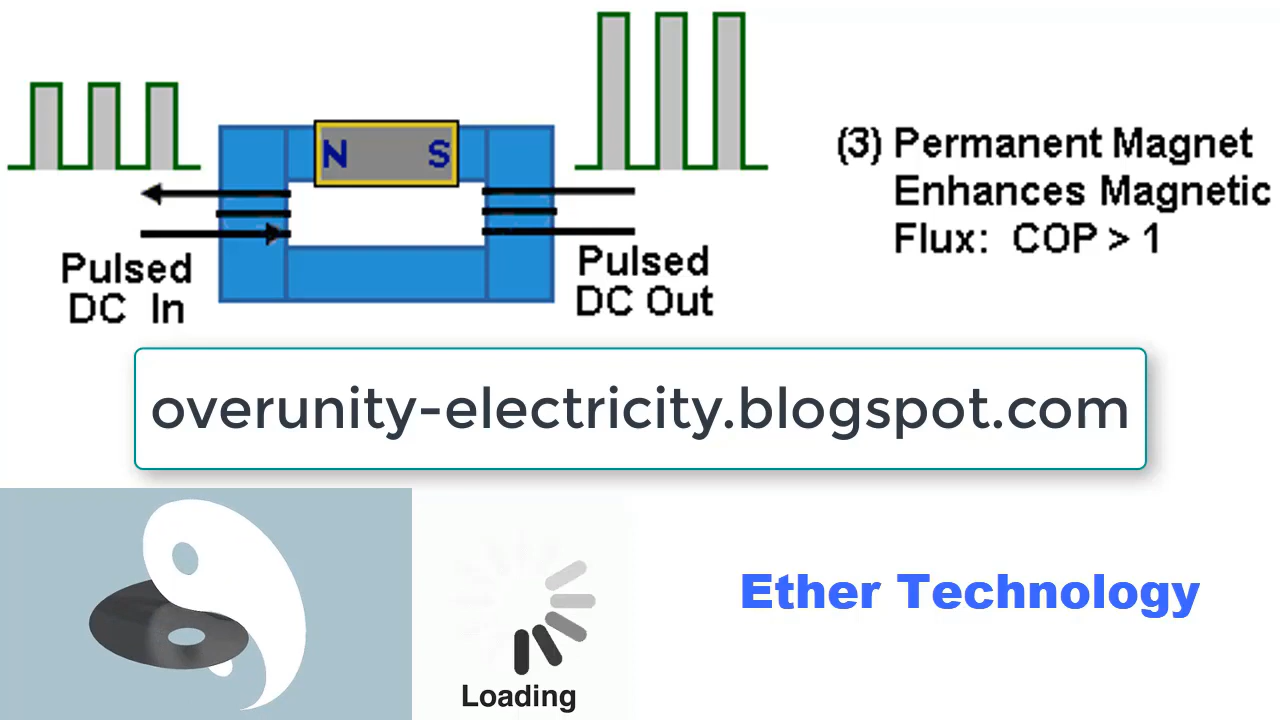 N S
(3) Permanent Magnet
Enhances Magnetic
Flux: COP > 1
Pulsed
DC In
Pulsed
DC Out
overunity-electricity.blogspot.com
Ether Technology
Loading